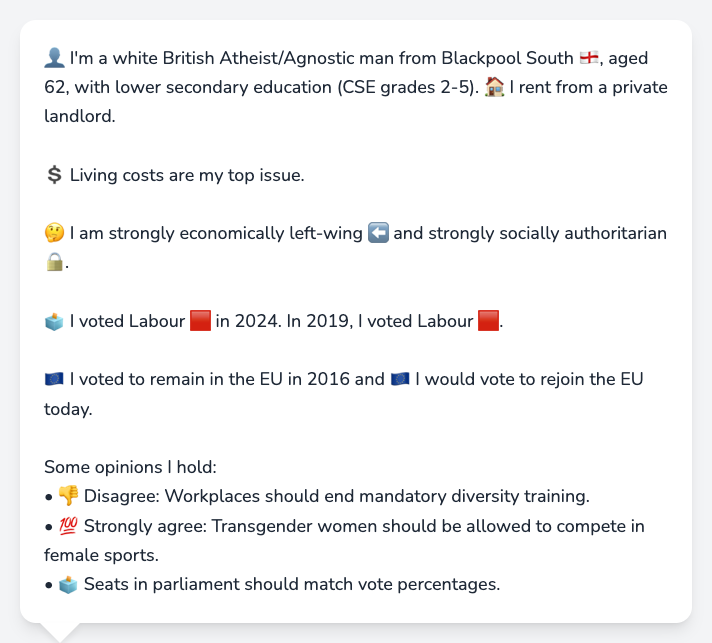 👤 I'm a white British Atheist/Agnostic man from Blackpool South 🏴󠁧󠁢󠁥󠁮󠁧󠁿, aged
62, with lower secondary education (CSE grades 2-5). 🏠 I rent from a private
landlord.
💲 Living costs are my top issue.
🤔 I am strongly economically left-wing ⬅️ and strongly socially authoritarian
🔒.
🗳️ I voted Labour 🟥 in 2024. In 2019, I voted Labour 🟥.
🇪🇺 I voted to remain in the EU in 2016 and 🇪🇺 I would vote to rejoin the EU
today.
Some opinions I hold:
• 👎 Disagree: Workplaces should end mandatory diversity training.
• 💯 Strongly agree: Transgender women should be allowed to compete in
female sports.
• 🗳️ Seats in parliament should match vote percentages.